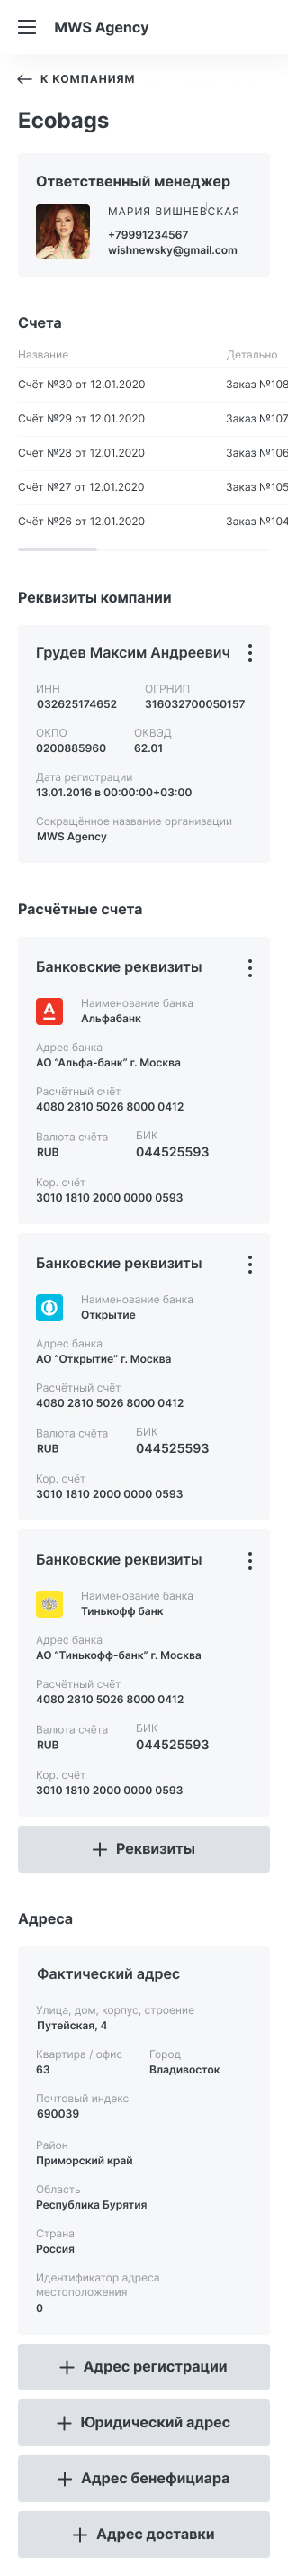 MWS Agency
К КОМПАНИЯМ
Ecobags
Ответственный менеджер
МАРИЯ ВИШНЕВСКАЯ
+79991234567
wishnewsky@gmail.com
Счета
Название Детально
Счёт №30 от 12.01.2020 Заказ №108
Счёт №29 от 12.01.2020 Заказ №107
Счёт №28 от 12.01.2020 Заказ №106
Счёт №27 от 12.01.2020 Заказ №105
Счёт №26 от 12.01.2020 Заказ №104
Реквизиты компании
Грудев Максим Андреевич
ИНН ОГРНИП
032625174652 316032700050157
ОКПО ОКВЭД
0200885960 62.01
Дата регистрации
13.01.2016 в 00:00:00+03:00
Сокращённое название организации
MWS Agency
Расчётные счета
Банковские реквизиты
Наименование банка
Альфабанк
Адрес банка
АО “Альфа-банк” г. Москва
Расчётный счёт
4080 2810 5026 8000 0412
Валюта счёта БИК
RUB 044525593
Кор. счёт
3010 1810 2000 0000 0593
Банковские реквизиты
Наименование банка
Открытие
Адрес банка
АО “Открытие” г. Москва
Расчётный счёт
4080 2810 5026 8000 0412
Валюта счёта БИК
RUB 044525593
Кор. счёт
3010 1810 2000 0000 0593
Банковские реквизиты
Наименование банка
Тинькофф банк
Адрес банка
АО “Тинькофф-банк” г. Москва
Расчётный счёт
4080 2810 5026 8000 0412
Валюта счёта БИК
RUB 044525593
Кор. счёт
3010 1810 2000 0000 0593
Реквизиты
Адреса
Фактический адрес
Улица, дом, корпус, строение
Путейская, 4
Квартира / офис Город
63 Владивосток
Почтовый индекс
690039
Район
Приморский край
Область
Республика Бурятия
Страна
Россия
Идентификатор адреса
местоположения
0
Адрес регистрации
Юридический адрес
Адрес бенефициара
Адрес доставки